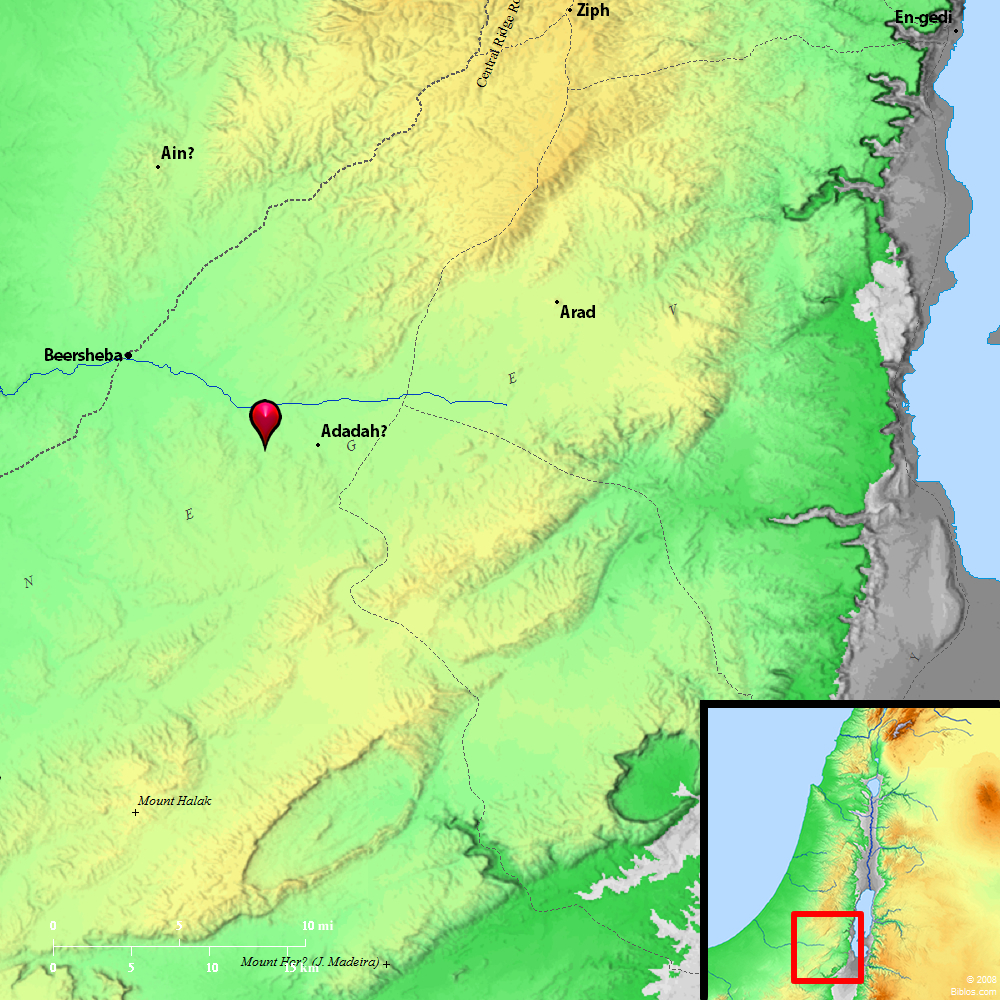 Ziph
En-gedi
Central Ridge
Ain?
Arad
V
Beersheba
E
Adadah?
G
E
N
Mount Halak
0 5 10 mi
0 5 10 15 km
Mount Hor? (J. Madeira)
Biblos.com